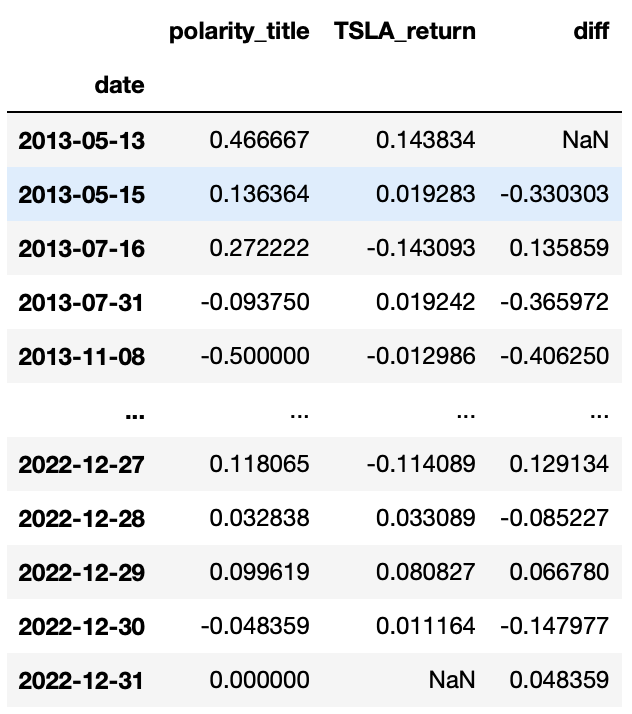 polarity_title TSLA_return diff
date
2013-05-13 0.466667 0.143834 NaN
2013-05-15 0.136364 0.019283 -0.330303
2013-07-16 0.272222 -0.143093 0.135859
2013-07-31 -0.093750 0.019242 -0.365972
2013-11-08 -0.500000 -0.012986 -0.406250
... ... ... ...
2022-12-27 0.118065 -0.114089 0.129134
2022-12-28 0.032838 0.033089 -0.085227
2022-12-29 0.099619 0.080827 0.066780
2022-12-30 -0.048359 0.011164 -0.147977
2022-12-31 0.000000 NaN 0.048359